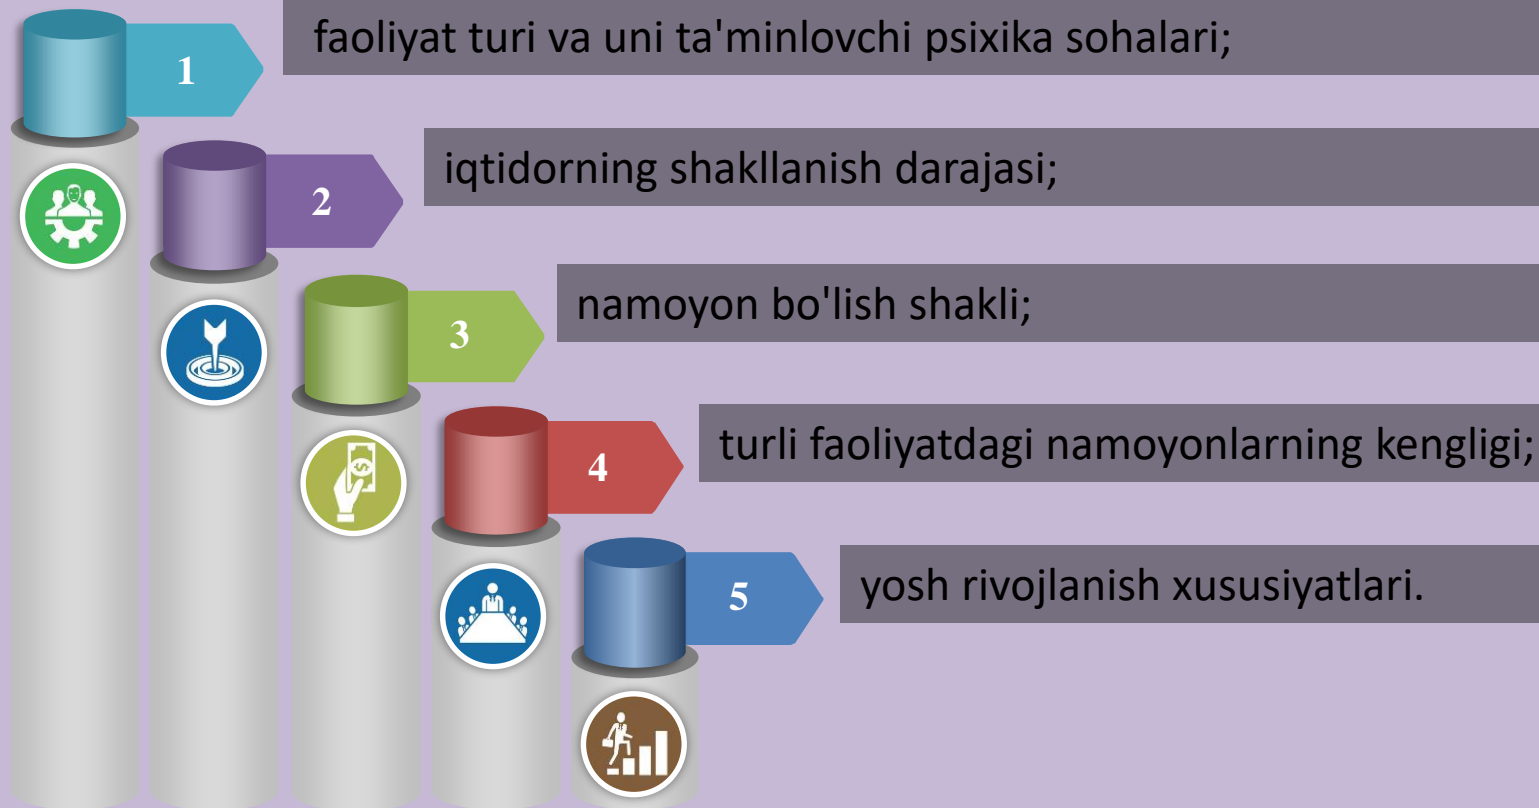 1
faoliyat turi va uni ta'minlovchi psixika sohalari;
2
iqtidorning shakllanish darajasi;
3
namoyon bo'lish shakli;
4
turli faoliyatdagi namoyonlarning kengligi;
5
yosh rivojlanish xususiyatlari.